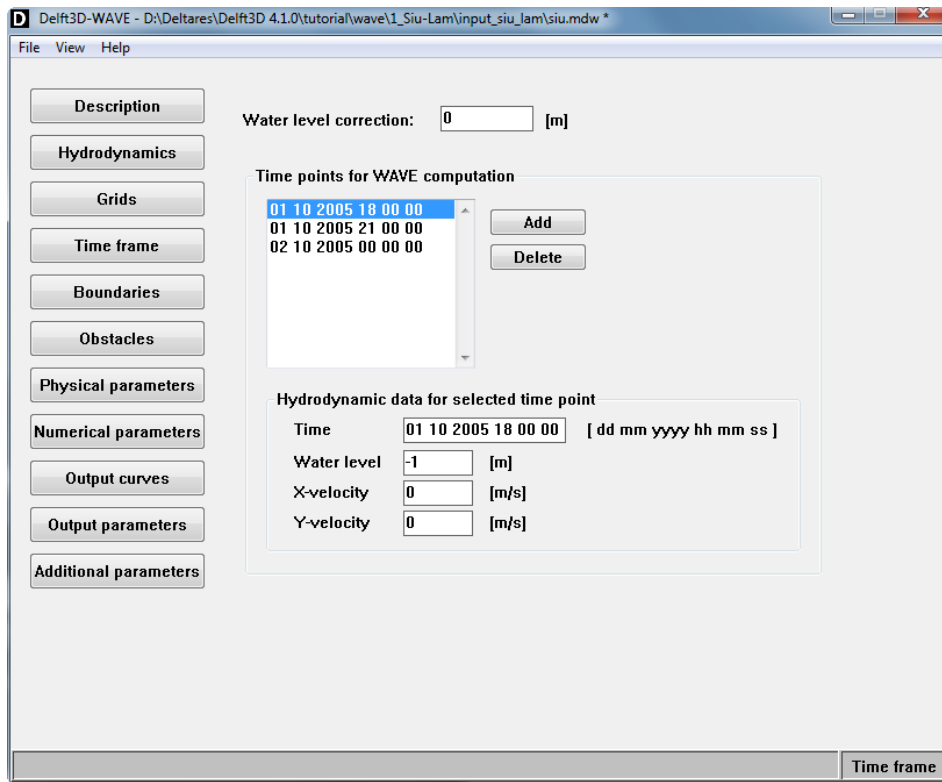 D Delft3D-WAVE - D:\Deltares\Delft3D 4.1.0\tutorial\wave\1_Siu-Lam\input_siu_lam\siu.mdw *
File View Help
Description
Hydrodynamics
Grids
Time frame
Boundaries
Obstacles
Physical parameters
Numerical parameters
Output curves
Output parameters
Additional parameters
Water level correction: 0 [m]
Time points for WAVE computation
01 10 2005 18 00 00
01 10 2005 21 00 00
02 10 2005 00 00 00
Add
Delete
Hydrodynamic data for selected time point
Time 01 10 2005 18 00 00 [ dd mm yyyy hh mm ss ]
Water level -1 [m]
X-velocity 0 [m/s]
Y-velocity 0 [m/s]
Time frame